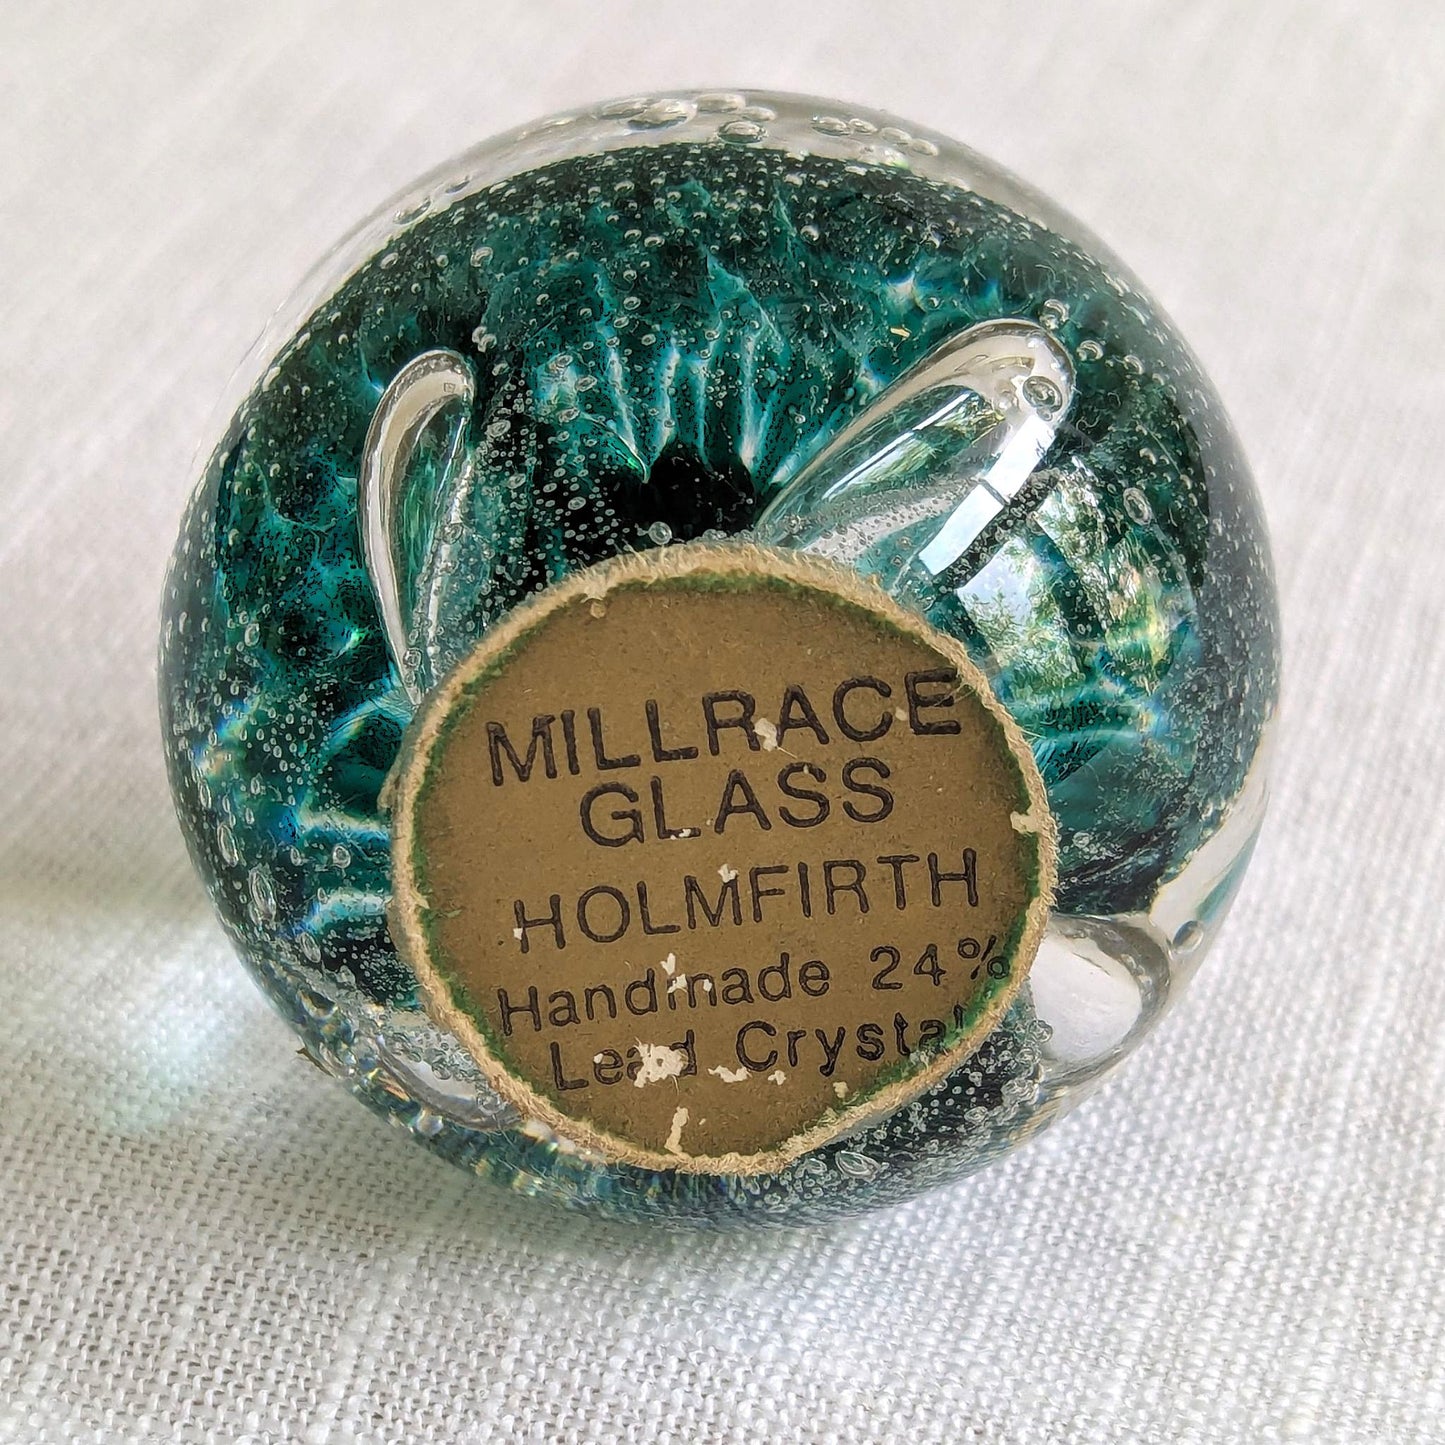 MILLRACE
GLASS
HOLMFIRTH
Handmade 24%
Lead Crystal